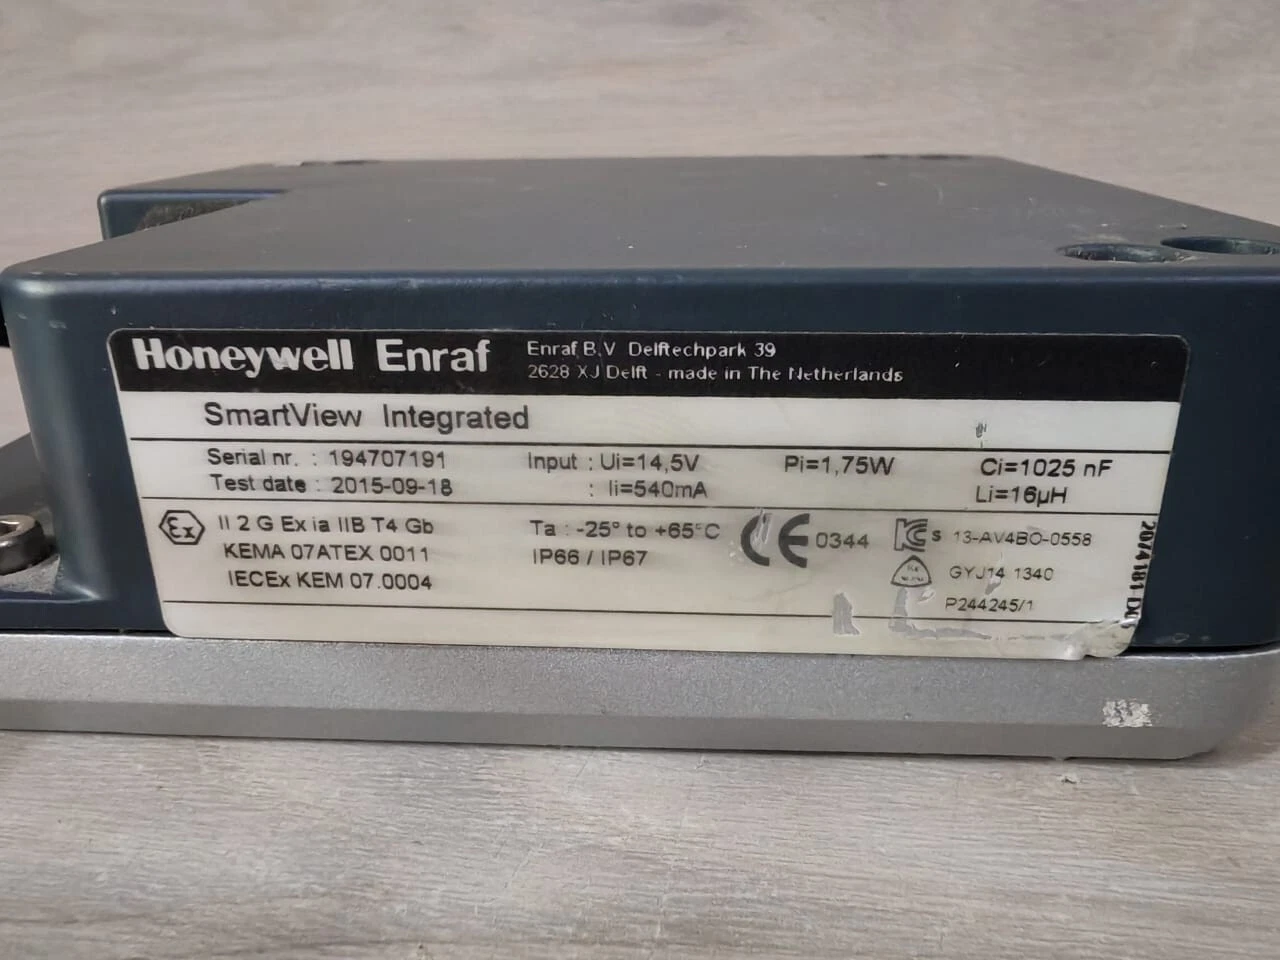 Honeywell Enraf
Enraf B.V Delftechpark 39
2628 XJ Delft - made in The Netherlands
SmartView Integrated
Serial nr. : 194707191
Test date : 2015-09-18
Input : Ui=14,5V
: Ii=540mA
Pi=1,75W
Ci=1025 nF
Li=16µH
Ex
II 2 G Ex ia IIB T4 Gb
KEMA 07ATEX 0011
IECEx KEM 07.0004
Ta : -25° to +65°C
IP66 / IP67
CE 0344
s 13-AV4BO-0558
GYJ14 1340
P244245/1